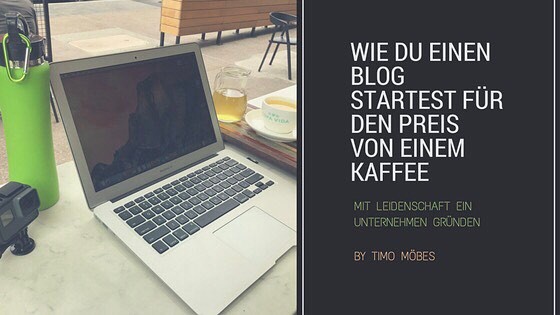 WIE DU EINEN
BLOG
STARTEST FÜR
DEN PREIS
VON EINEM
KAFFEE
MIT LEIDENSCHAFT EIN
UNTERNEHMEN GRÜNDEN
BY TIMO MÖBES